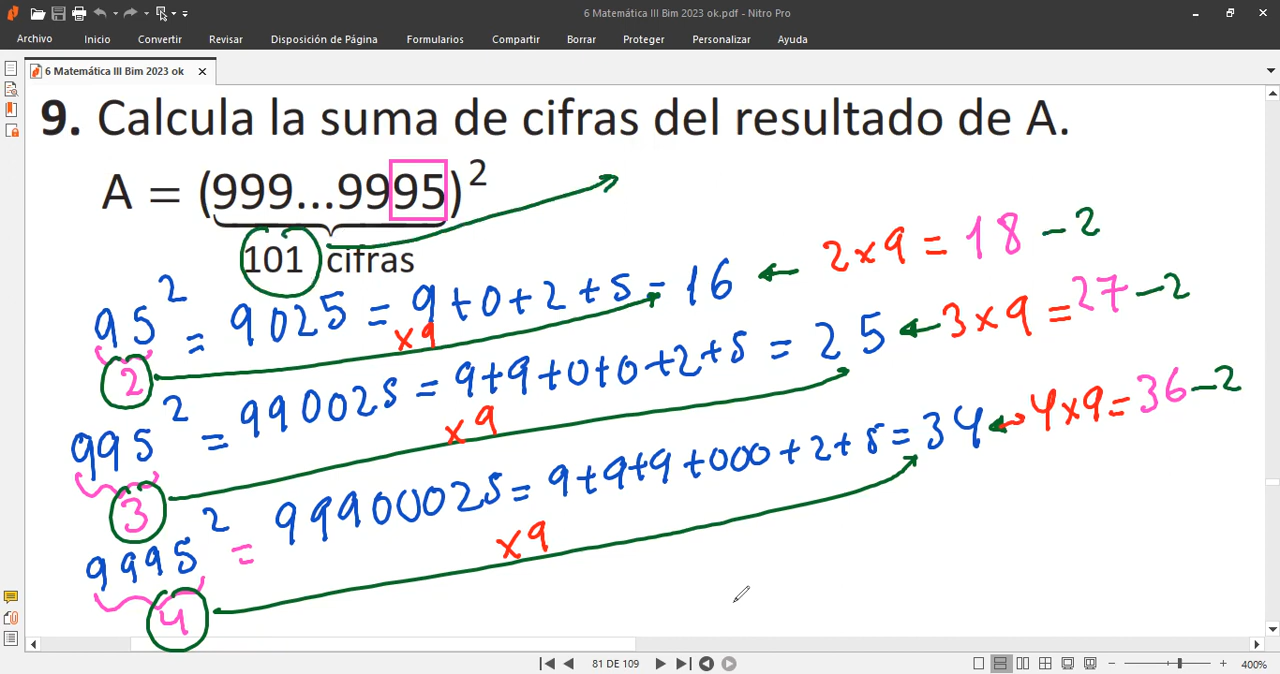 6 Matemática III Bim 2023 ok.pdf - Nitro Pro
Archivo Inicio Convertir Revisar Disposición de Página Formularios Compartir Borrar Proteger Personalizar Ayuda
6 Matemática III Bim 2023 ok
9. Calcula la suma de cifras del resultado de A.
A = (999...9995)²
101 cifras
95² = 9025 = 9+0+2+5 = 16 ← 2×9 = 18 −2
2 ×9
995² = 990025 = 9+9+0+0+2+5 = 25 ← 3×9 = 27 −2
3 ×9
9995² = 99900025 = 9+9+9+000+2+5 = 34 ← 4×9 = 36 −2
4 ×9
81 DE 109
400%